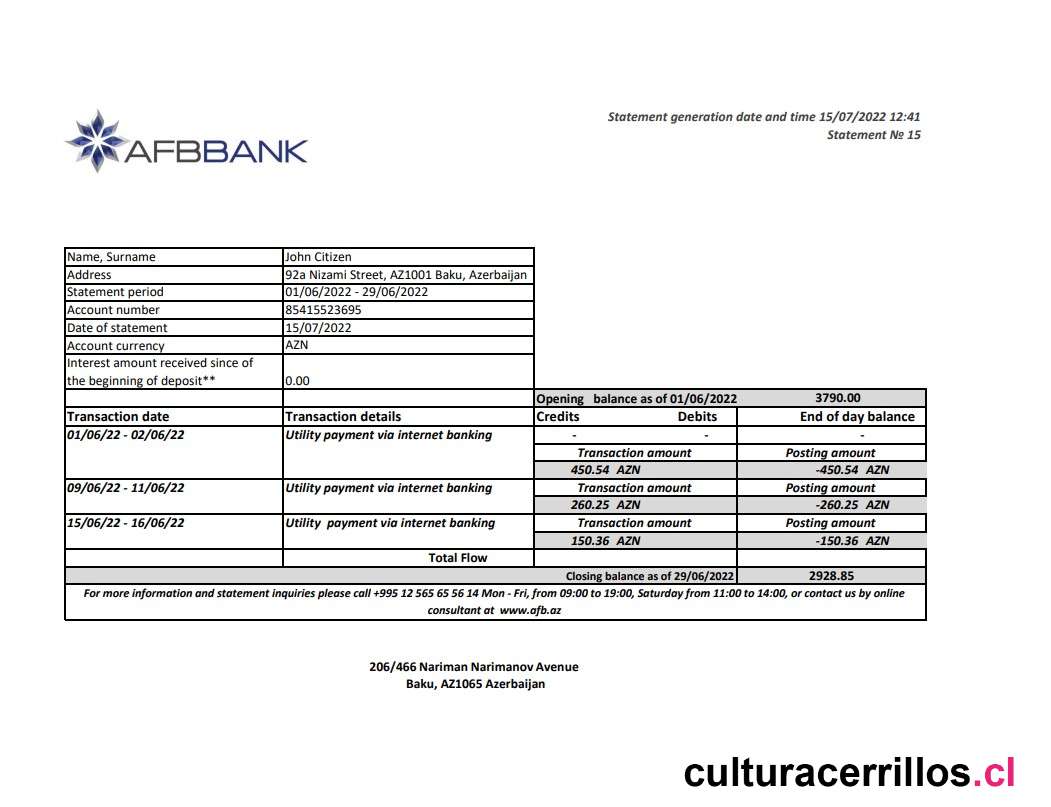 Statement generation date and time 15/07/2022 12:41
Statement № 15
AFBBANK
Name, Surname John Citizen
Address 92a Nizami Street, AZ1001 Baku, Azerbaijan
Statement period 01/06/2022 - 29/06/2022
Account number 85415523695
Date of statement 15/07/2022
Account currency AZN
Interest amount received since of
the beginning of deposit** 0.00
Opening balance as of 01/06/2022 3790.00
Transaction date Transaction details Credits Debits End of day balance
01/06/22 - 02/06/22 Utility payment via internet banking - - -
Transaction amount Posting amount
450.54 AZN -450.54 AZN
09/06/22 - 11/06/22 Utility payment via internet banking Transaction amount Posting amount
260.25 AZN -260.25 AZN
15/06/22 - 16/06/22 Utility payment via internet banking Transaction amount Posting amount
150.36 AZN -150.36 AZN
Total Flow
Closing balance as of 29/06/2022 2928.85
For more information and statement inquiries please call +995 12 565 65 56 14 Mon - Fri, from 09:00 to 19:00, Saturday from 11:00 to 14:00, or contact us by online
consultant at www.afb.az
206/466 Nariman Narimanov Avenue
Baku, AZ1065 Azerbaijan
culturacerrillos.cl